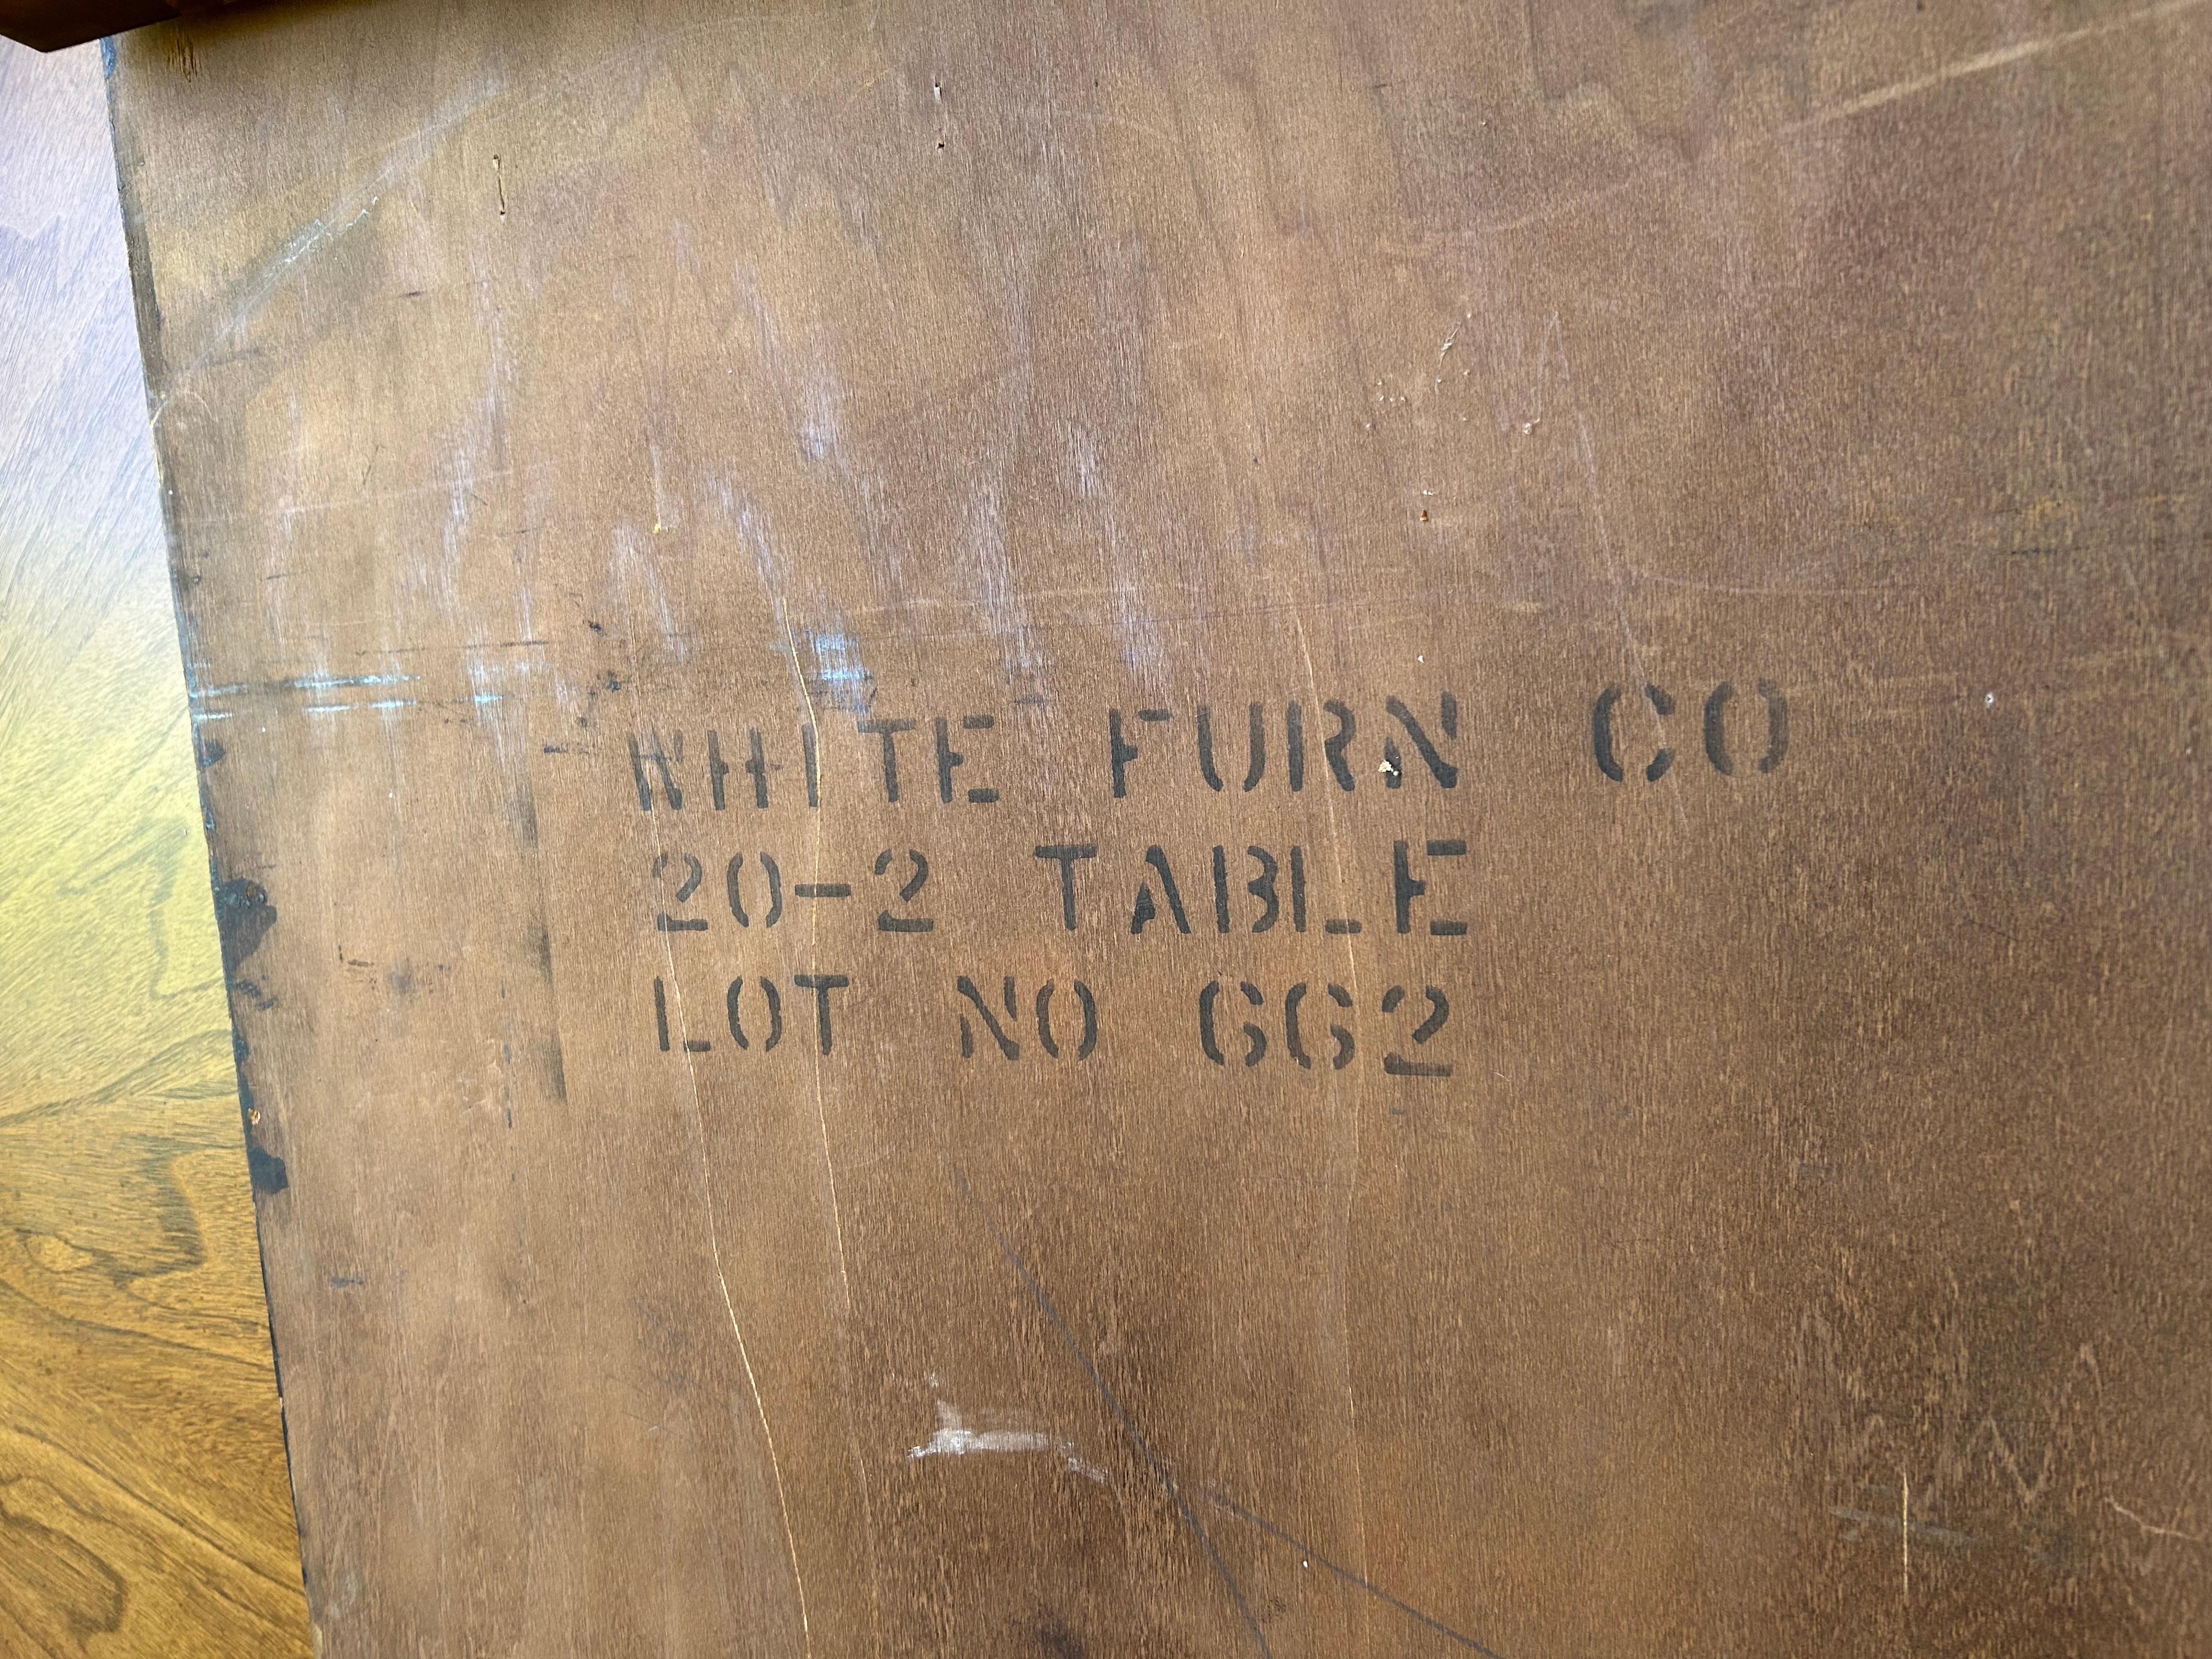 WHITE FURN CO
20-2 TABLE
LOT NO 662